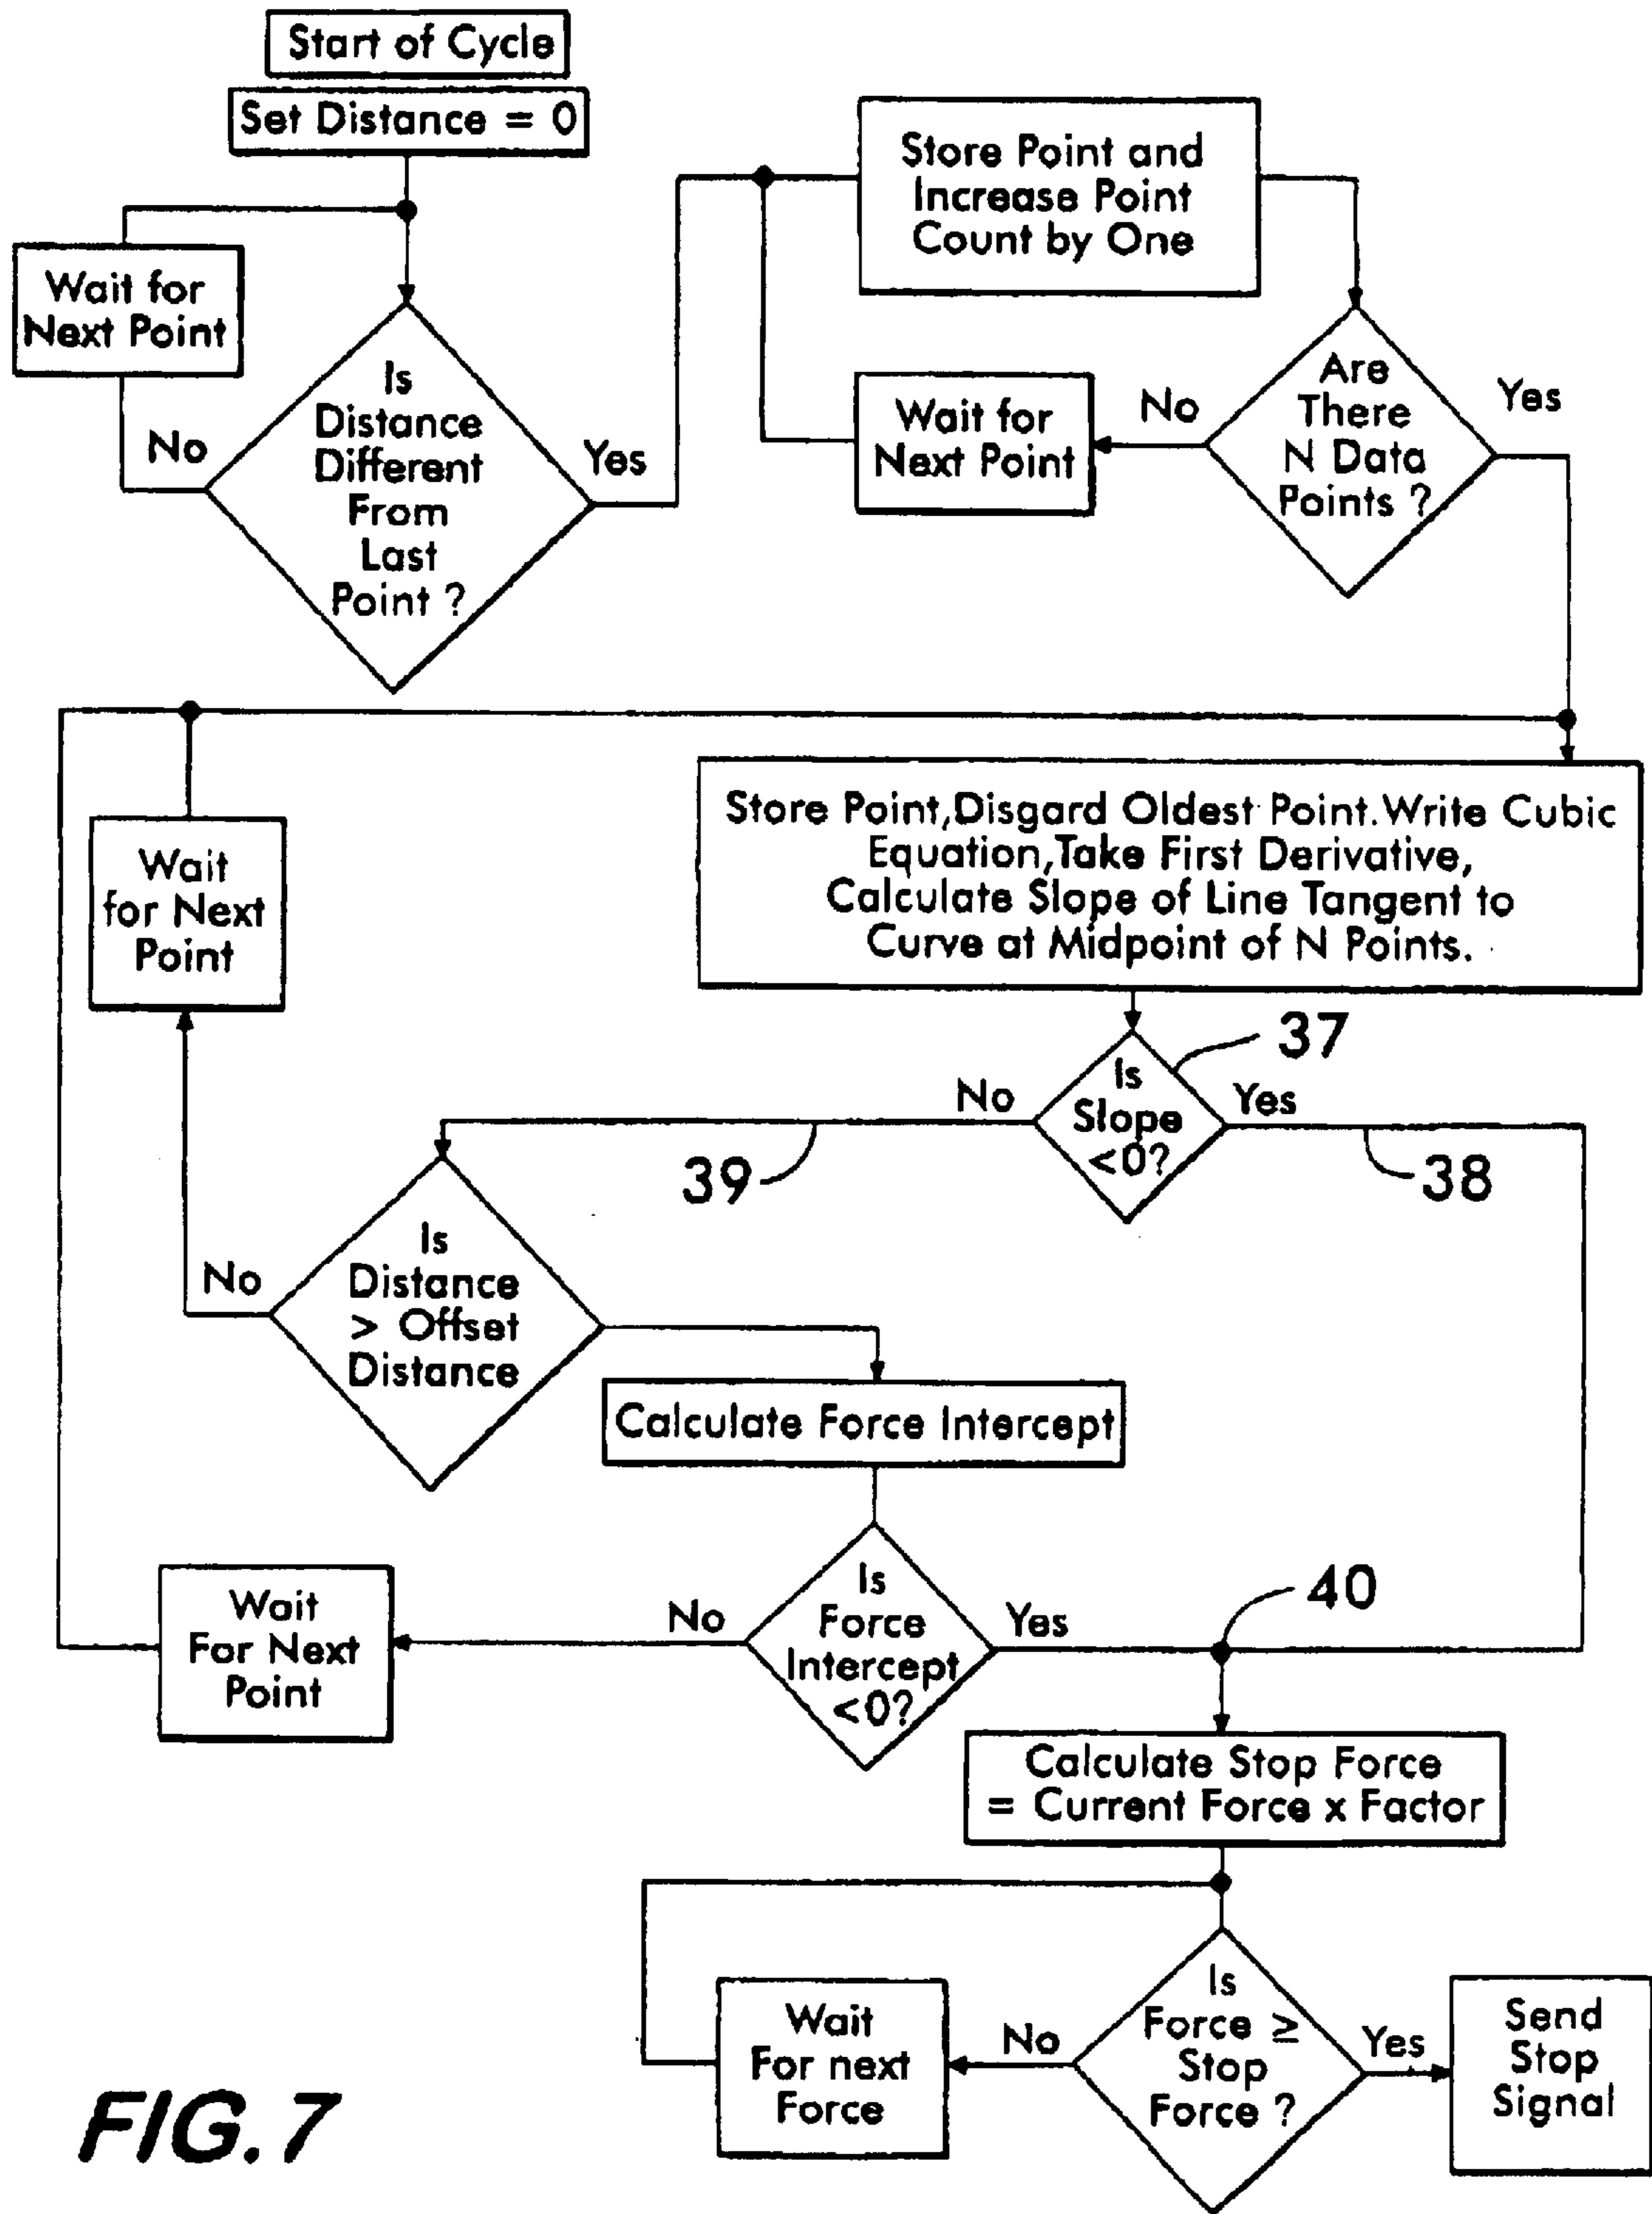 Start of Cycle
Set Distance = 0
Wait for
Next Point
No
Is
Distance
Different
From
Last
Point ?
Yes
Store Point and
Increase Point
Count by One
Wait for
Next Point
No
Are
There
N Data
Points ?
Yes
Store Point,Disgard Oldest Point.Write Cubic
Equation,Take First Derivative,
Calculate Slope of Line Tangent to
Curve at Midpoint of N Points.
Wait
for Next
Point
37
No
Is
Slope
<0?
Yes
39
38
No
Is
Distance
> Offset
Distance
Calculate Force Intercept
Wait
For Next
Point
No
Is
Force
Intercept
<0?
Yes
40
Calculate Stop Force
= Current Force x Factor
Wait
For next
Force
No
Is
Force ≥
Stop
Force ?
Yes
Send
Stop
Signal
FIG.7